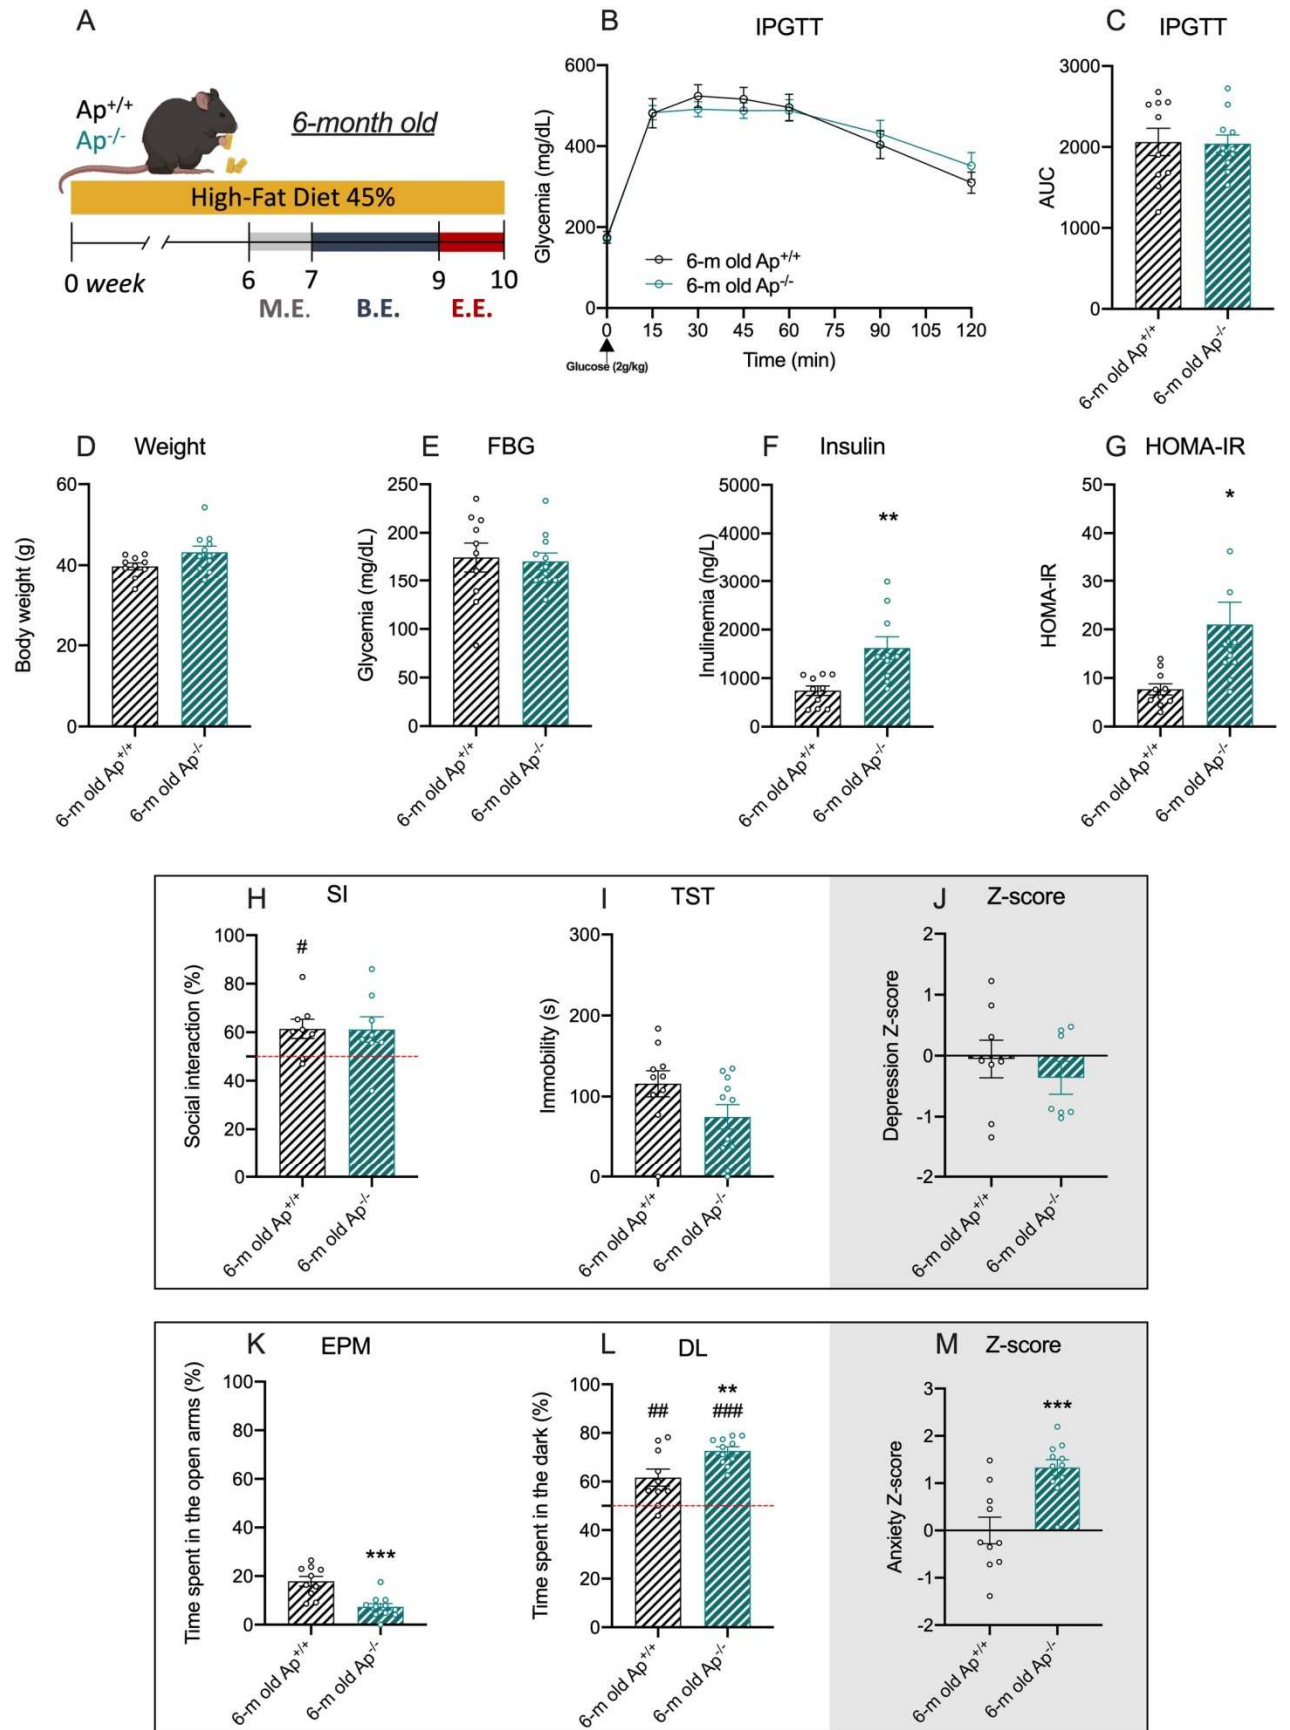 A
Ap+/+
Ap-/-
6-month old
High-Fat Diet 45%
0 week 6 7 9 10
M.E. B.E. E.E.
B IPGTT
Glycemia (mg/dL)
600
400
200
0
6-m old Ap+/+
6-m old Ap-/-
0 15 30 45 60 75 90 105 120
Time (min)
Glucose (2g/kg)
C IPGTT
AUC
3000
2000
1000
0
6-m old Ap+/+
6-m old Ap-/-
D Weight
Body weight (g)
60
40
20
0
6-m old Ap+/+
6-m old Ap-/-
E FBG
Glycemia (mg/dL)
250
200
150
100
50
0
6-m old Ap+/+
6-m old Ap-/-
F Insulin
Inulinemia (ng/L)
5000
4000
3000
2000
1000
0
**
6-m old Ap+/+
6-m old Ap-/-
G HOMA-IR
HOMA-IR
50
40
30
20
10
0
*
6-m old Ap+/+
6-m old Ap-/-
H SI
Social interaction (%)
100
80
60
40
20
0
#
6-m old Ap+/+
6-m old Ap-/-
I TST
Immobility (s)
300
200
100
0
6-m old Ap+/+
6-m old Ap-/-
J Z-score
Depression Z-score
2
1
0
-1
-2
6-m old Ap+/+
6-m old Ap-/-
K EPM
Time spent in the open arms (%)
100
80
60
40
20
0
***
6-m old Ap+/+
6-m old Ap-/-
L DL
Time spent in the dark (%)
100
80
60
40
20
0
##
**
###
6-m old Ap+/+
6-m old Ap-/-
M Z-score
Anxiety Z-score
3
2
1
0
-1
-2
***
6-m old Ap+/+
6-m old Ap-/-